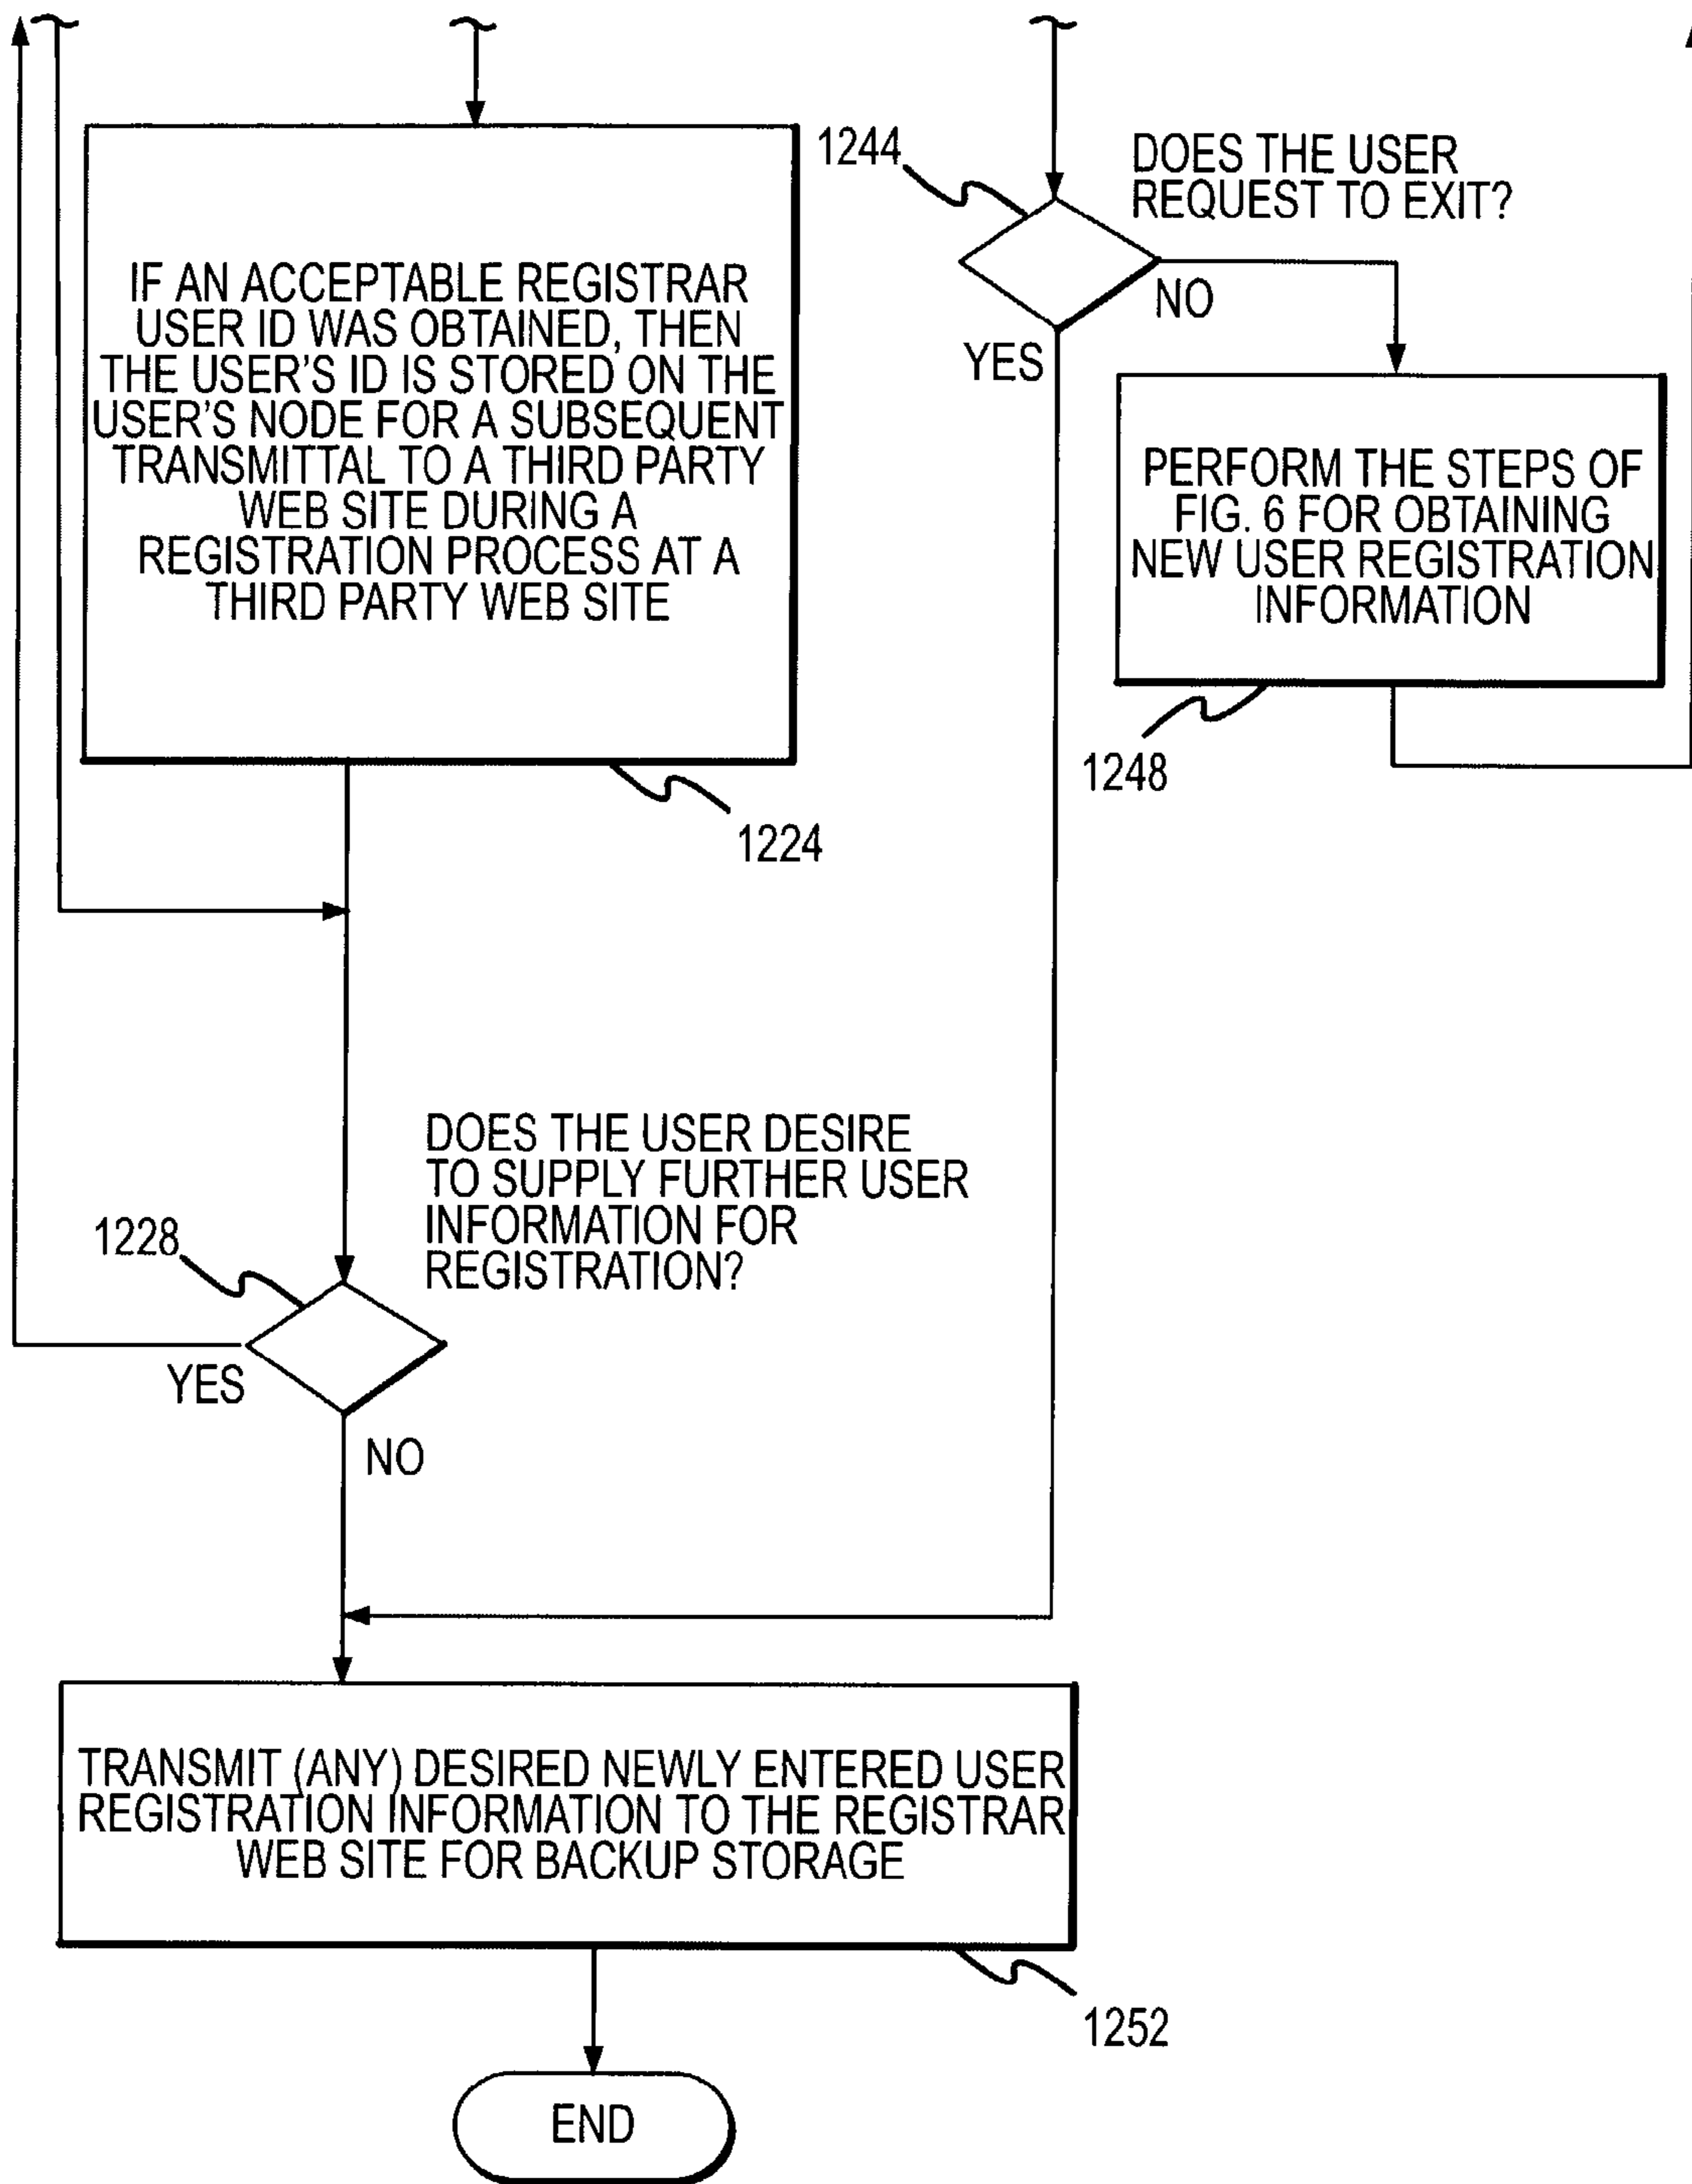 1244
DOES THE USER
REQUEST TO EXIT?
NO
YES
IF AN ACCEPTABLE REGISTRAR
USER ID WAS OBTAINED, THEN
THE USER'S ID IS STORED ON THE
USER'S NODE FOR A SUBSEQUENT
TRANSMITTAL TO A THIRD PARTY
WEB SITE DURING A
REGISTRATION PROCESS AT A
THIRD PARTY WEB SITE
PERFORM THE STEPS OF
FIG. 6 FOR OBTAINING
NEW USER REGISTRATION
INFORMATION
1248
1224
DOES THE USER DESIRE
TO SUPPLY FURTHER USER
INFORMATION FOR
REGISTRATION?
1228
YES
NO
TRANSMIT (ANY) DESIRED NEWLY ENTERED USER
REGISTRATION INFORMATION TO THE REGISTRAR
WEB SITE FOR BACKUP STORAGE
1252
END